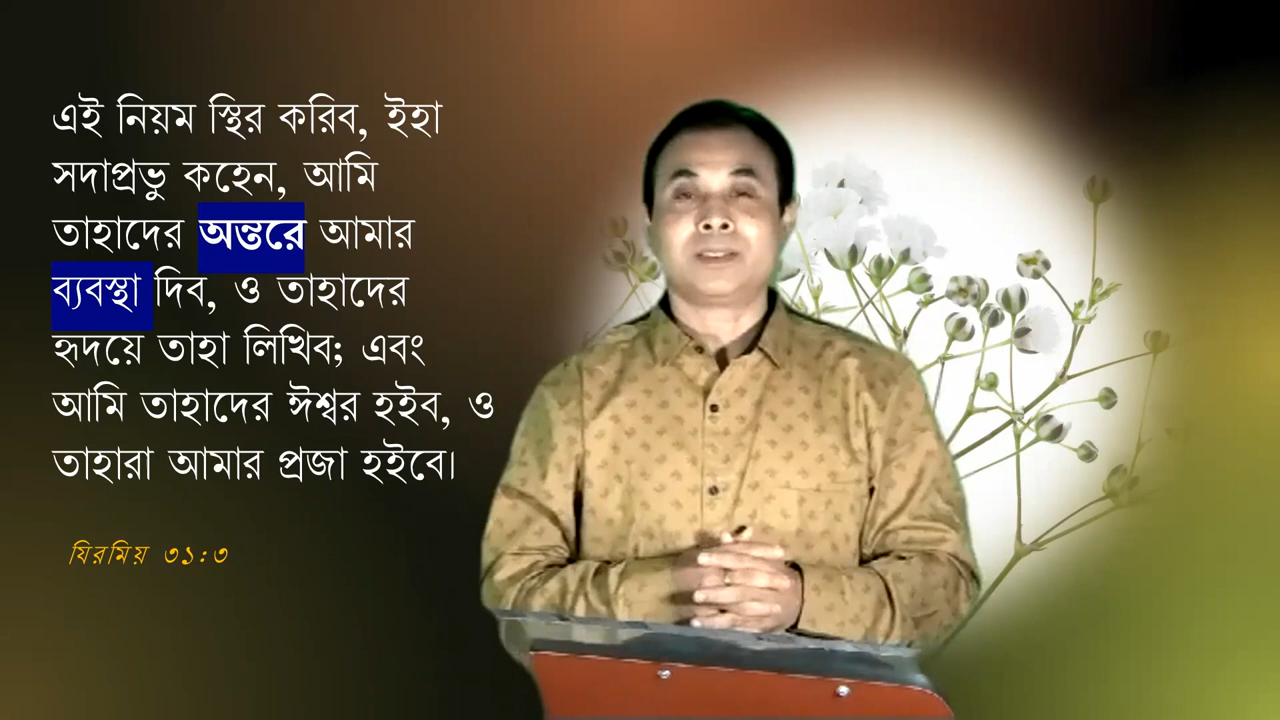 এই নিয়ম স্থির করিব, ইহা
সদাপ্রভু কহেন, আমি
তাহাদের অন্তরে আমার
ব্যবস্থা দিব, ও তাহাদের
হৃদয়ে তাহা লিখিব; এবং
আমি তাহাদের ঈশ্বর হইব, ও
তাহারা আমার প্রজা হইবে।
যিরমিয় ৩১:৩